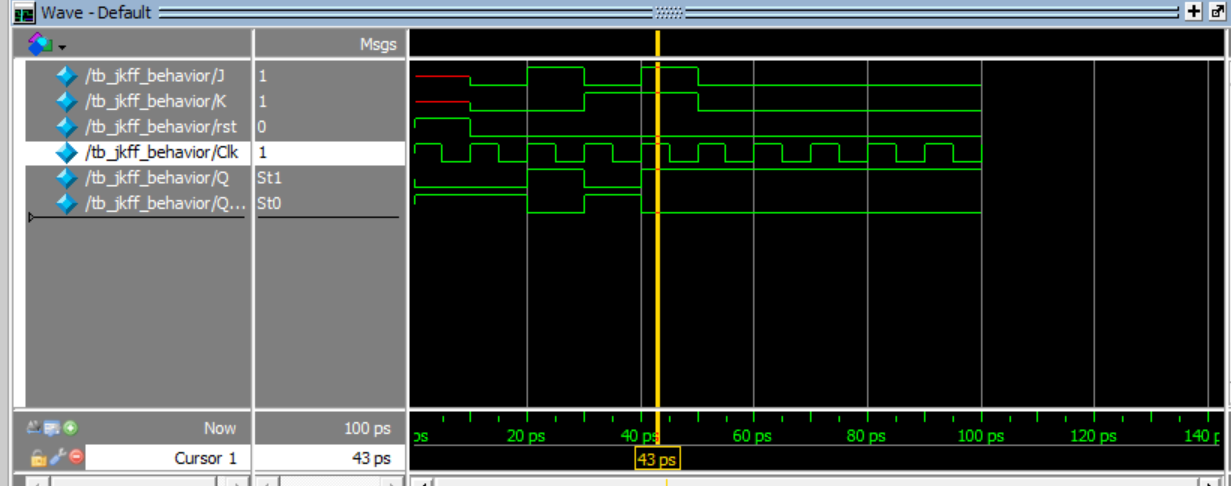 Wave - Default
Msgs
/tb_jkff_behavior/J 1
/tb_jkff_behavior/K 1
/tb_jkff_behavior/rst 0
/tb_jkff_behavior/Clk 1
/tb_jkff_behavior/Q St1
/tb_jkff_behavior/Q... St0
Now 100 ps
ps 20 ps 40 ps 60 ps 80 ps 100 ps 120 ps 140 p
Cursor 1 43 ps 43 ps